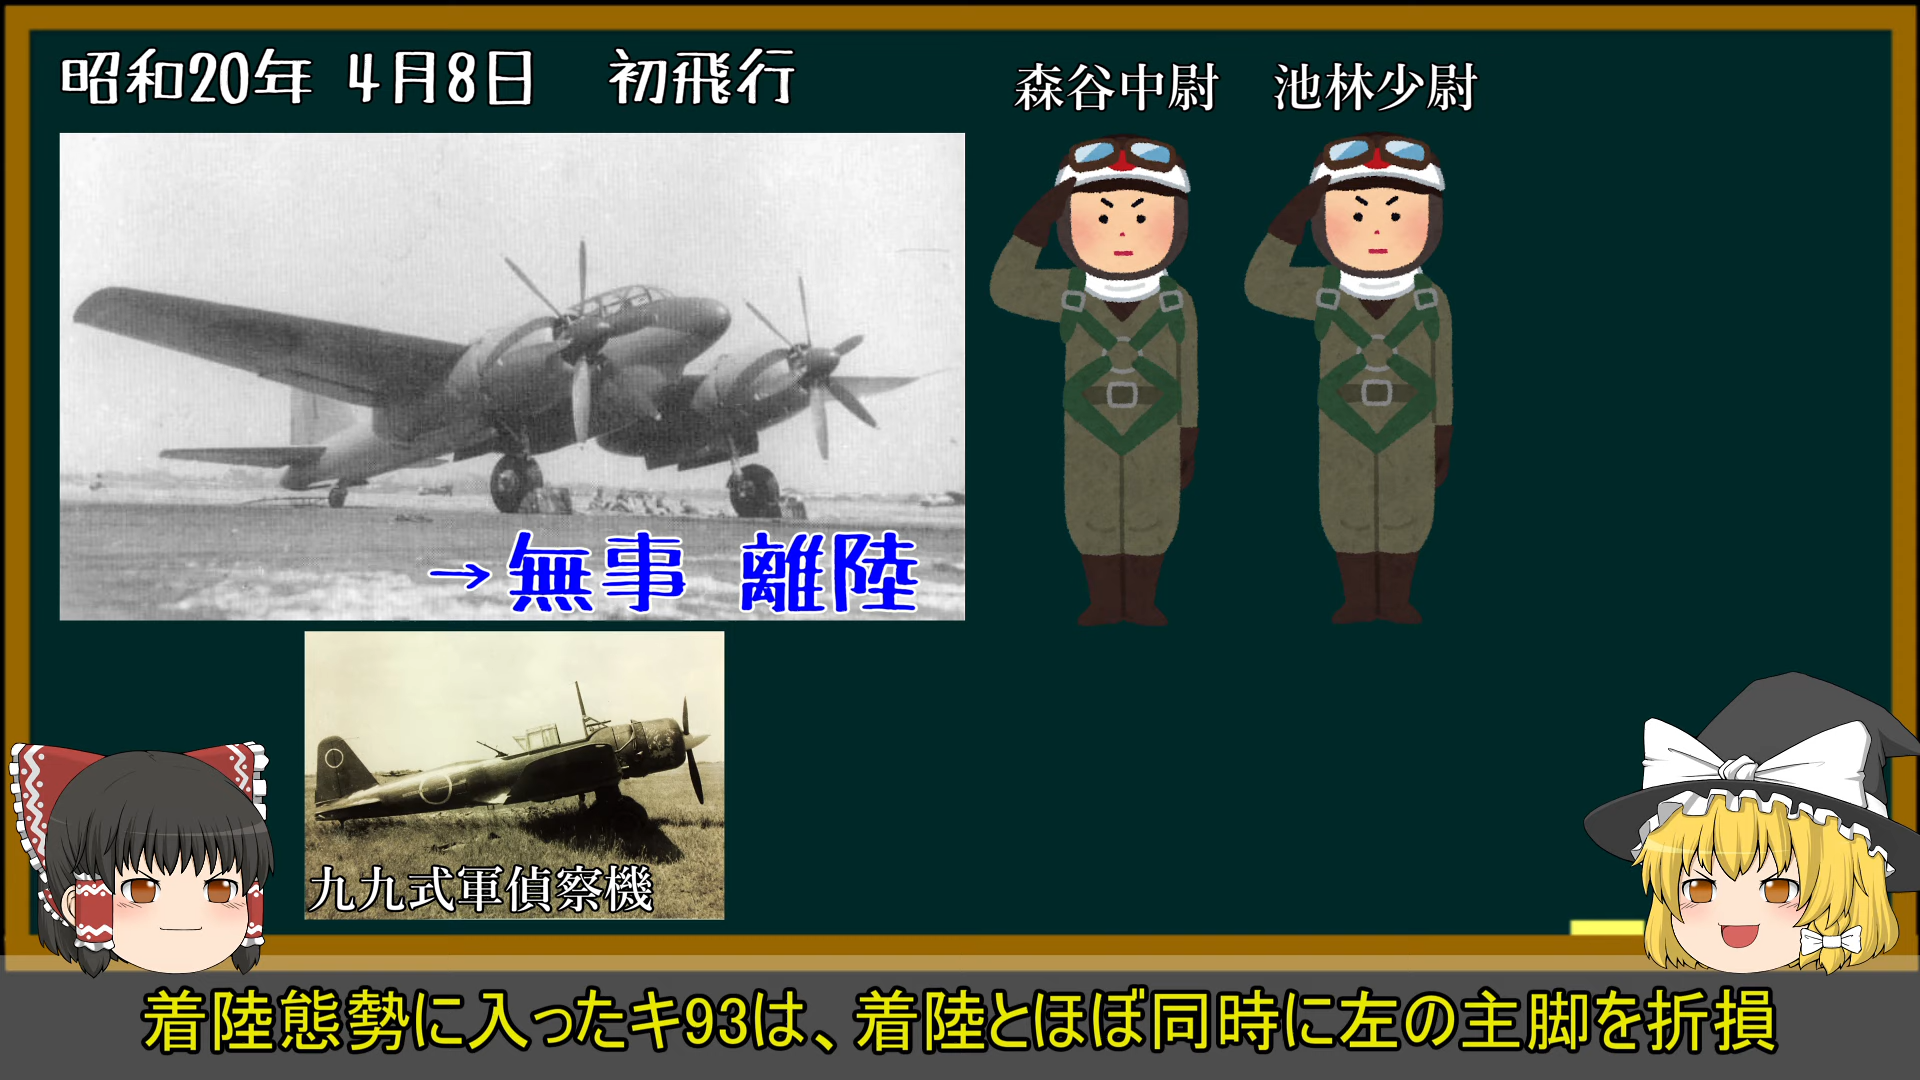 昭和20年 4月8日　初飛行
森谷中尉　池林少尉
→無事 離陸
九九式軍偵察機
着陸態勢に入ったキ93は、着陸とほぼ同時に左の主脚を折損